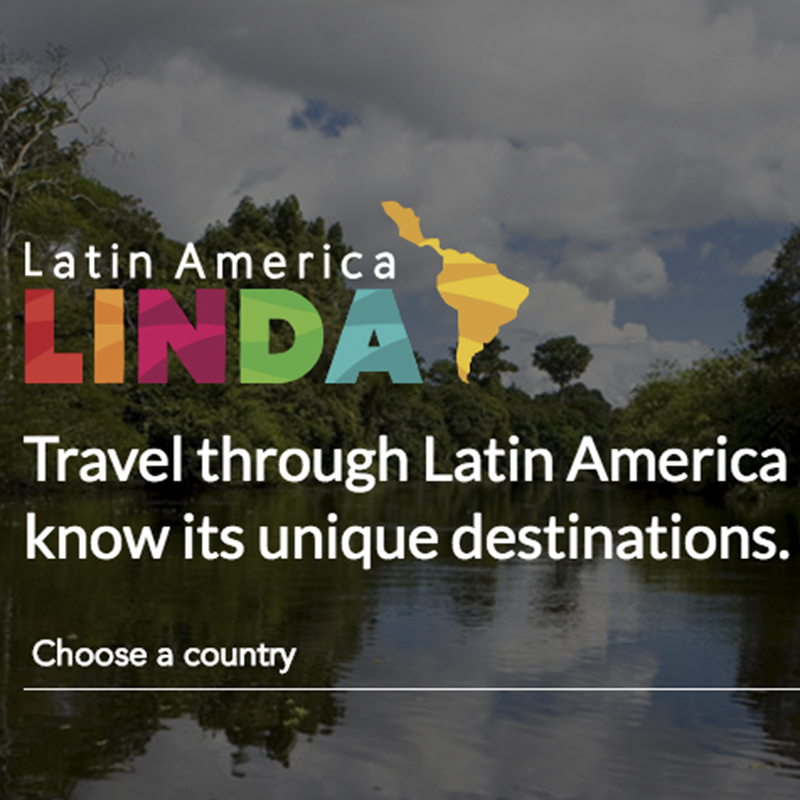 Latin America
LINDA
Travel through Latin America
know its unique destinations.
Choose a country